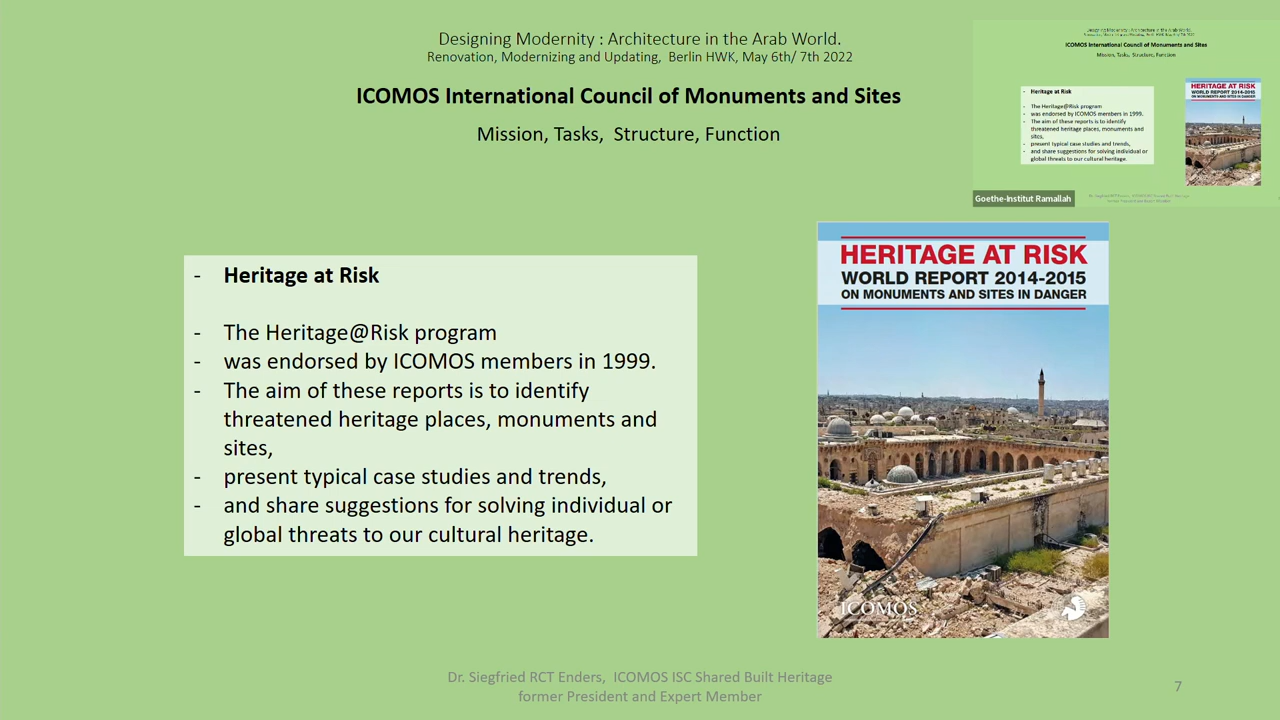 Designing Modernity : Architecture in the Arab World.
Renovation, Modernizing and Updating, Berlin HWK, May 6th/ 7th 2022
ICOMOS International Council of Monuments and Sites
Mission, Tasks, Structure, Function
- Heritage at Risk
- The Heritage@Risk program
- was endorsed by ICOMOS members in 1999.
- The aim of these reports is to identify
threatened heritage places, monuments and
sites,
- present typical case studies and trends,
- and share suggestions for solving individual or
global threats to our cultural heritage.
HERITAGE AT RISK
WORLD REPORT 2014-2015
ON MONUMENTS AND SITES IN DANGER
ICOMOS
Dr. Siegfried RCT Enders, ICOMOS ISC Shared Built Heritage
former President and Expert Member
7
Designing Modernity : Architecture in the Arab World.
ICOMOS International Council of Monuments and Sites
Mission, Tasks, Structure, Function
- Heritage at Risk
- The Heritage@Risk program
- was endorsed by ICOMOS members in 1999.
- The aim of these reports is to identify
threatened heritage places, monuments and
sites,
- present typical case studies and trends,
- and share suggestions for solving individual or
global threats to our cultural heritage.
HERITAGE AT RISK
WORLD REPORT 2014-2015
ON MONUMENTS AND SITES IN DANGER
Goethe-Institut Ramallah